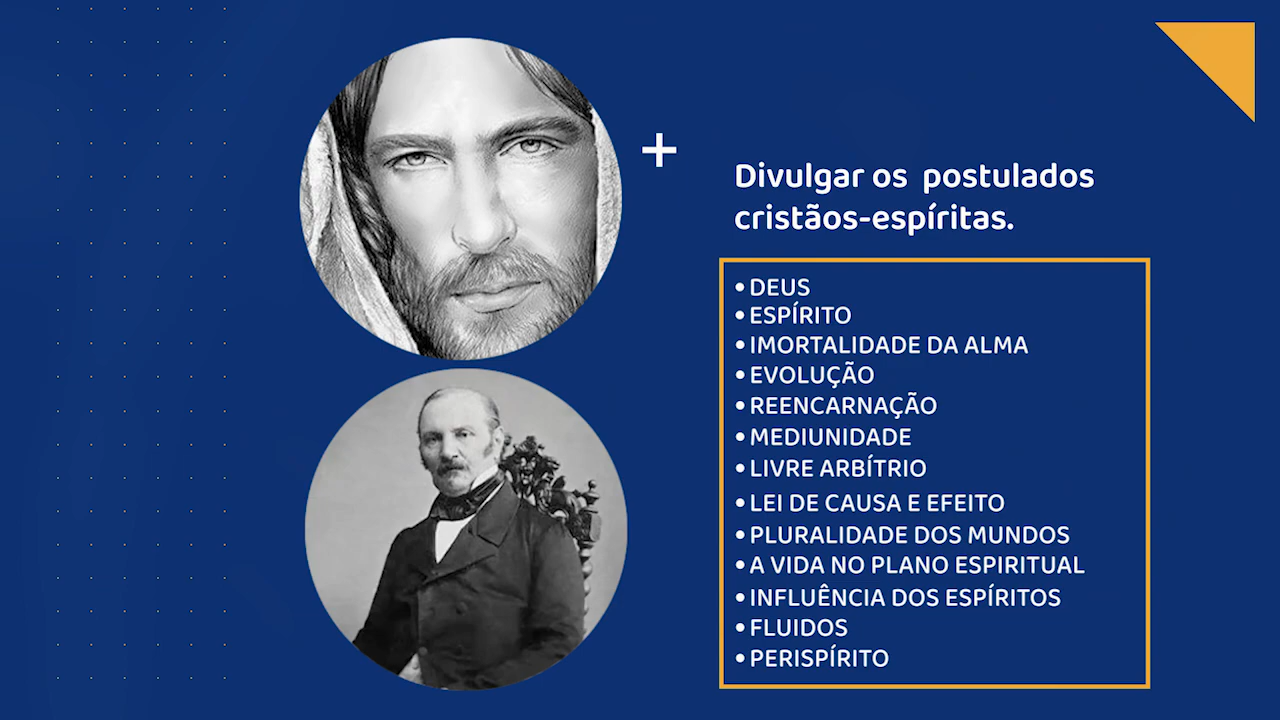 +
Divulgar os postulados
cristãos-espíritas.
• DEUS
• ESPÍRITO
• IMORTALIDADE DA ALMA
• EVOLUÇÃO
• REENCARNAÇÃO
• MEDIUNIDADE
• LIVRE ARBÍTRIO
• LEI DE CAUSA E EFEITO
• PLURALIDADE DOS MUNDOS
• A VIDA NO PLANO ESPIRITUAL
• INFLUÊNCIA DOS ESPÍRITOS
• FLUIDOS
• PERISPÍRITO